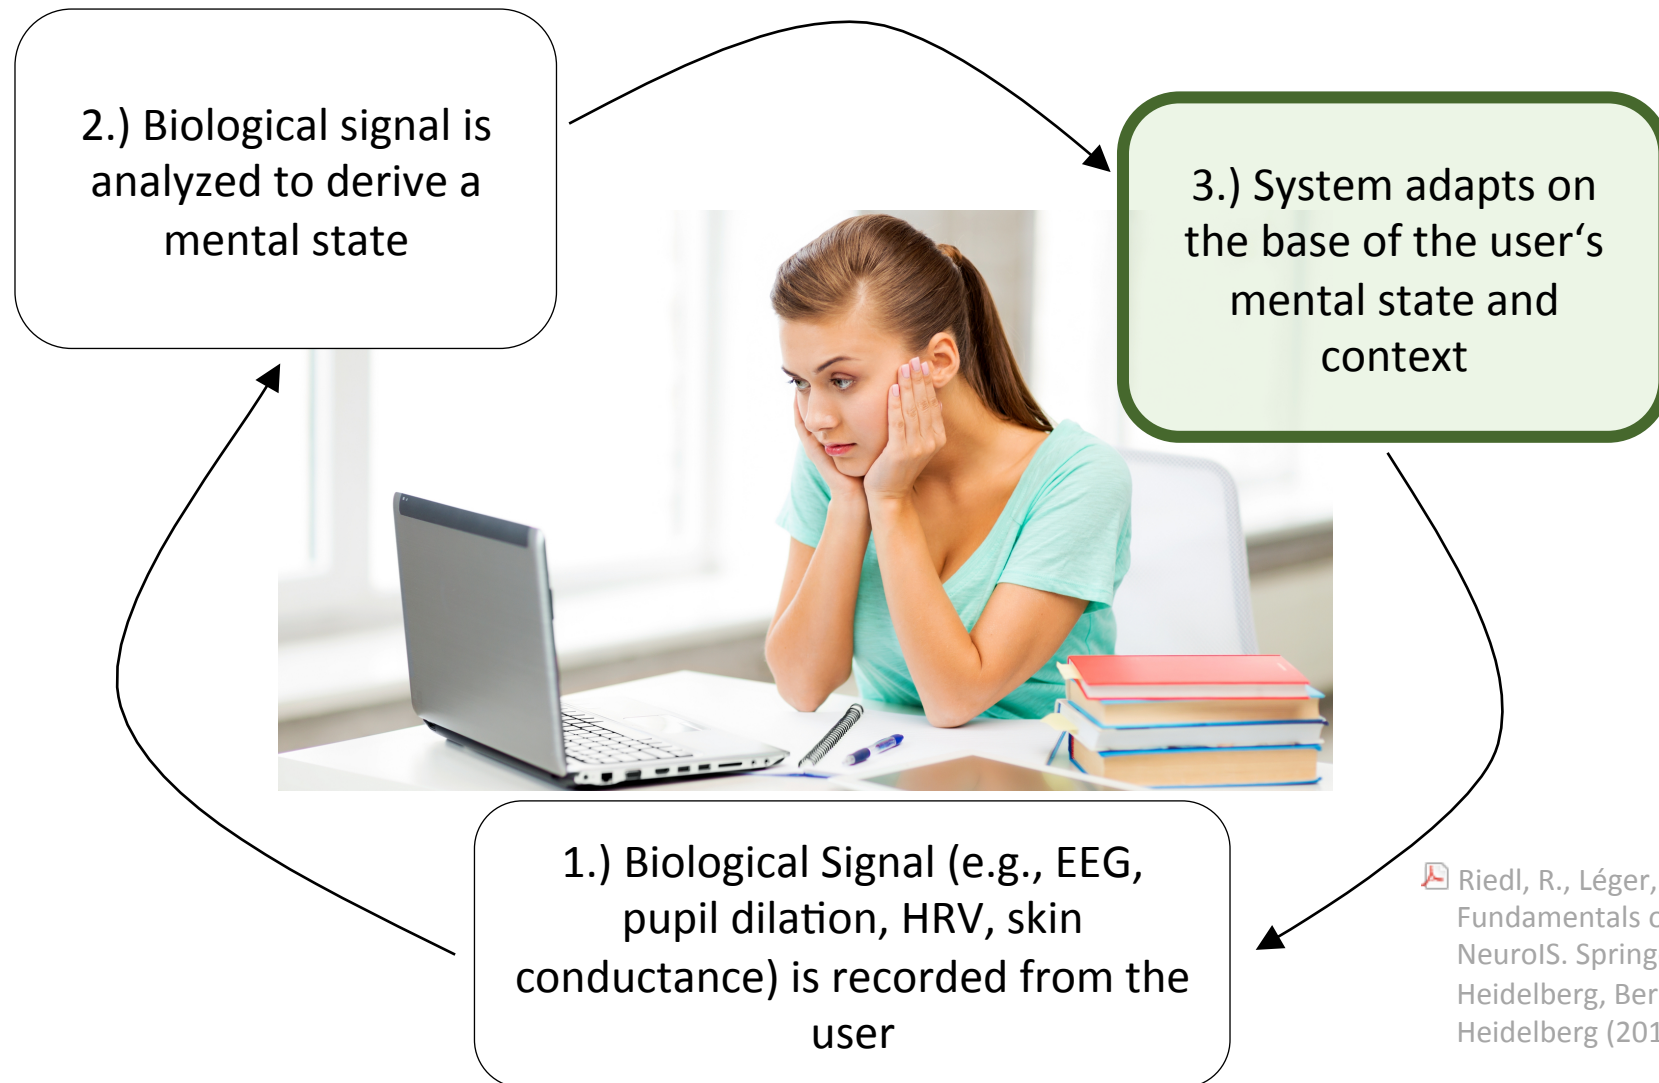 2.) Biological signal is
analyzed to derive a
mental state
3.) System adapts on
the base of the user‘s
mental state and
context
1.) Biological Signal (e.g., EEG,
pupil dilation, HRV, skin
conductance) is recorded from the
user
Riedl, R., Léger,
Fundamentals
NeuroIS. Spring
Heidelberg, Ber
Heidelberg (201